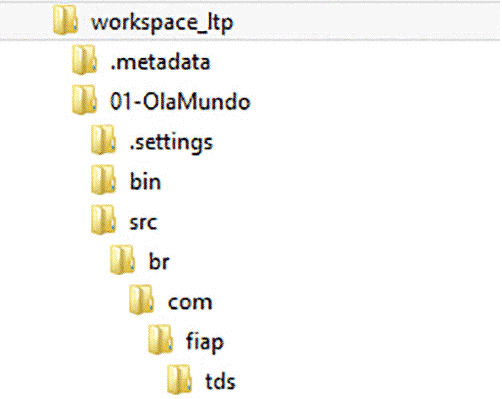 workspace_ltp
.metadata
01-OlaMundo
.settings
bin
src
br
com
fiap
tds